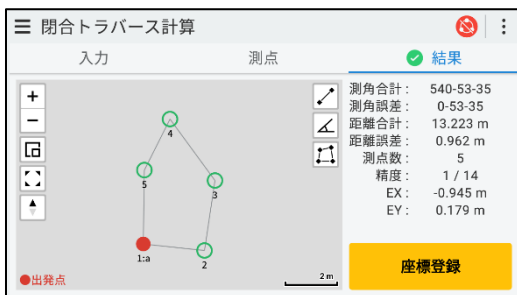 閉合トラバース計算
入力
測点
結果
測角合計： 540-53-35
測角誤差： 0-53-35
距離合計： 13.223 m
距離誤差： 0.962 m
測点数： 5
精度： 1 / 14
EX： -0.945 m
EY： 0.179 m
4
5
3
1:a
2
出発点
2 m
座標登録